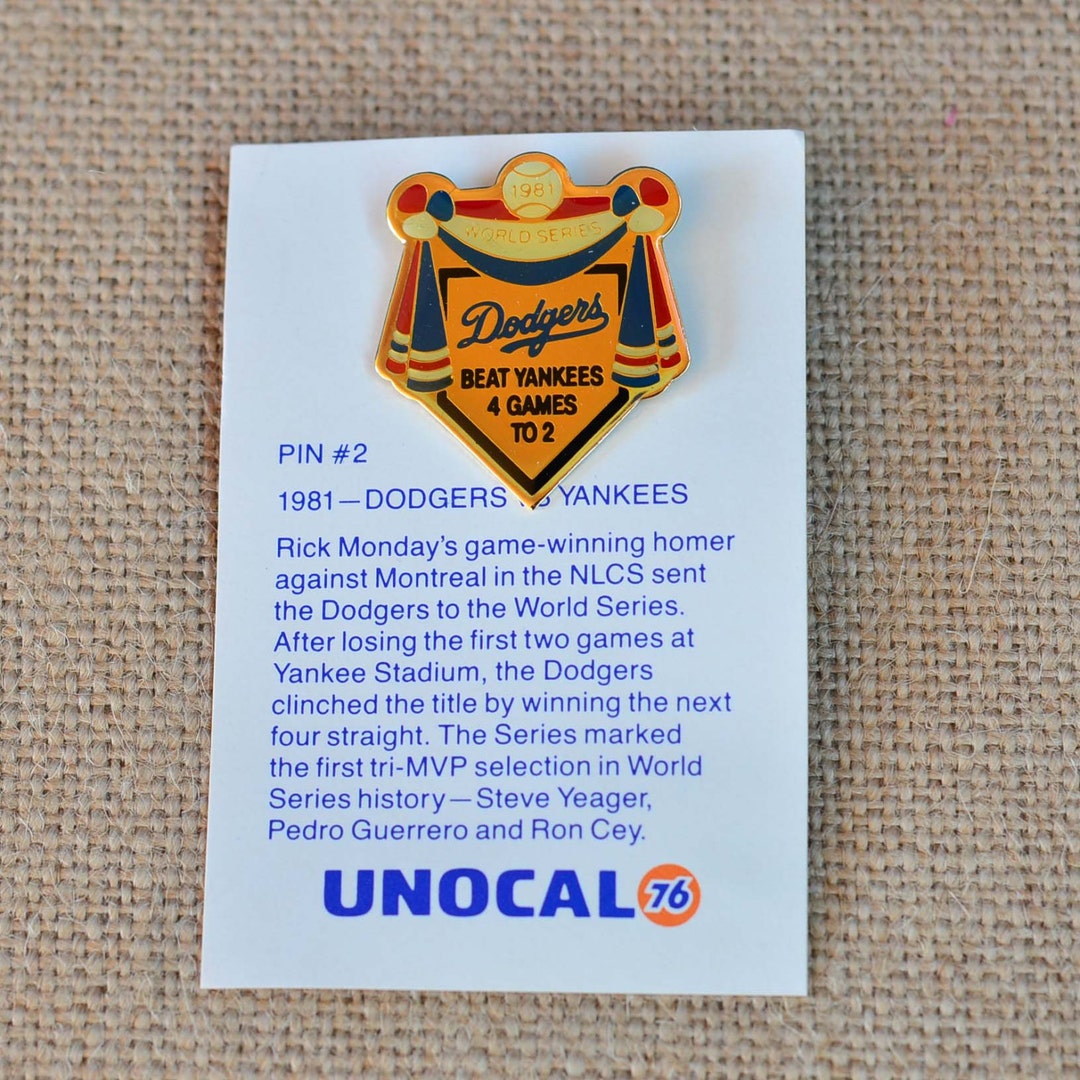 1981
WORLD SERIES
Dodgers
BEAT YANKEES
4 GAMES
TO 2
PIN #2
1981—DODGERS YANKEES
Rick Monday's game-winning homer
against Montreal in the NLCS sent
the Dodgers to the World Series.
After losing the first two games at
Yankee Stadium, the Dodgers
clinched the title by winning the next
four straight. The Series marked
the first tri-MVP selection in World
Series history—Steve Yeager,
Pedro Guerrero and Ron Cey.
UNOCAL 76